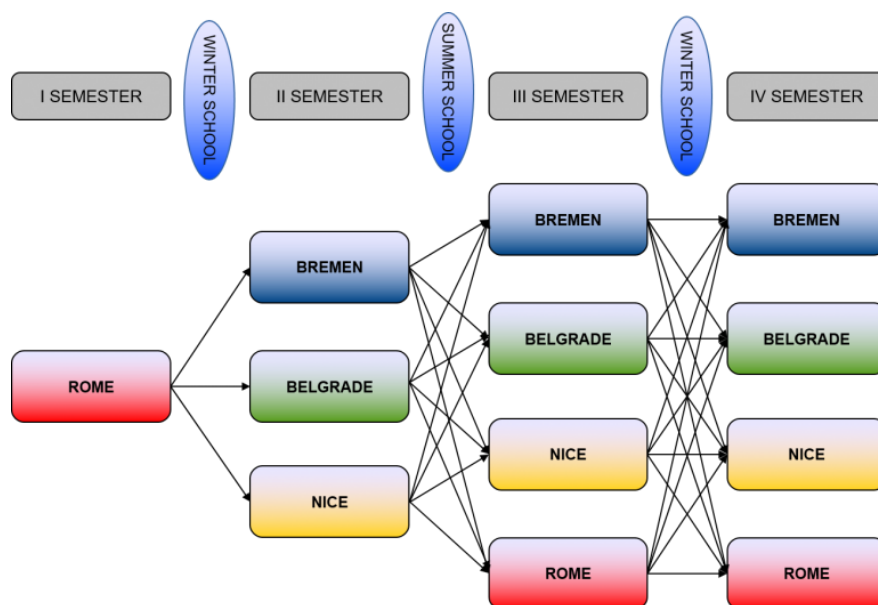 I SEMESTER
WINTER SCHOOL
II SEMESTER
SUMMER SCHOOL
III SEMESTER
WINTER SCHOOL
IV SEMESTER
ROME
BREMEN
BELGRADE
NICE
BREMEN
BELGRADE
NICE
ROME
BREMEN
BELGRADE
NICE
ROME